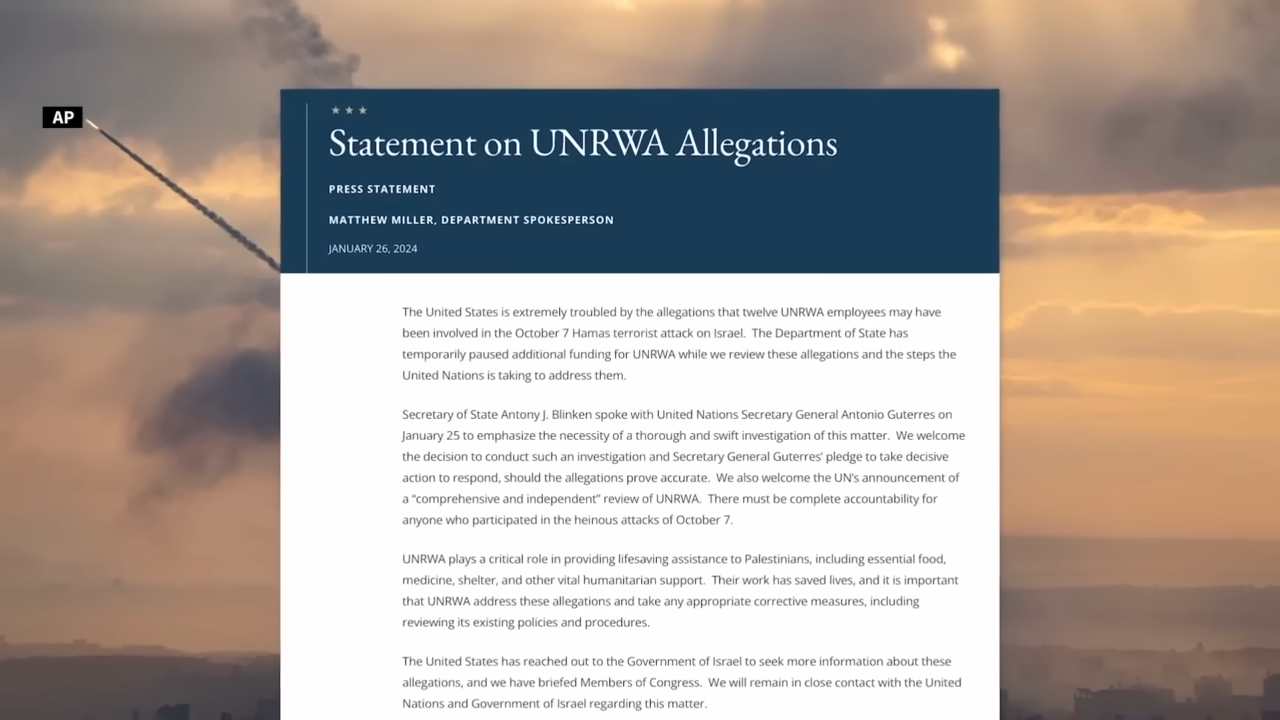 AP
★ ★ ★
Statement on UNRWA Allegations
PRESS STATEMENT
MATTHEW MILLER, DEPARTMENT SPOKESPERSON
JANUARY 26, 2024
The United States is extremely troubled by the allegations that twelve UNRWA employees may have
been involved in the October 7 Hamas terrorist attack on Israel.  The Department of State has
temporarily paused additional funding for UNRWA while we review these allegations and the steps the
United Nations is taking to address them.
Secretary of State Antony J. Blinken spoke with United Nations Secretary General Antonio Guterres on
January 25 to emphasize the necessity of a thorough and swift investigation of this matter.  We welcome
the decision to conduct such an investigation and Secretary General Guterres’ pledge to take decisive
action to respond, should the allegations prove accurate.  We also welcome the UN’s announcement of
a “comprehensive and independent” review of UNRWA.  There must be complete accountability for
anyone who participated in the heinous attacks of October 7.
UNRWA plays a critical role in providing lifesaving assistance to Palestinians, including essential food,
medicine, shelter, and other vital humanitarian support.  Their work has saved lives, and it is important
that UNRWA address these allegations and take any appropriate corrective measures, including
reviewing its existing policies and procedures.
The United States has reached out to the Government of Israel to seek more information about these
allegations, and we have briefed Members of Congress.  We will remain in close contact with the United
Nations and Government of Israel regarding this matter.